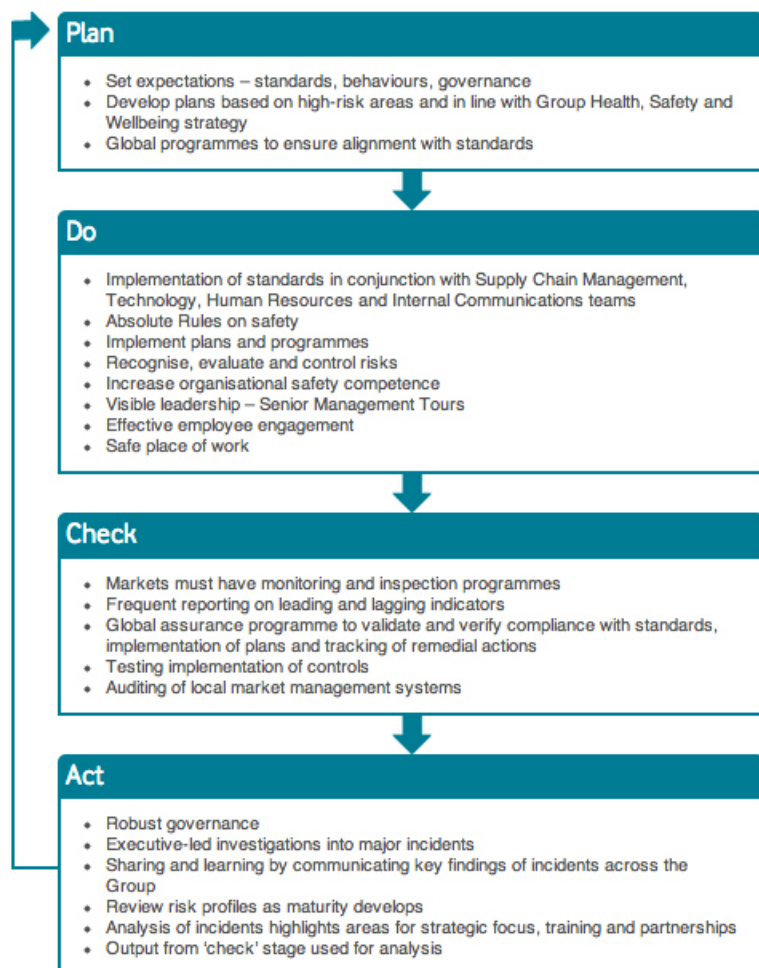 Plan
• Set expectations – standards, behaviours, governance
• Develop plans based on high-risk areas and in line with Group Health, Safety and
Wellbeing strategy
• Global programmes to ensure alignment with standards
Do
• Implementation of standards in conjunction with Supply Chain Management,
Technology, Human Resources and Internal Communications teams
• Absolute Rules on safety
• Implement plans and programmes
• Recognise, evaluate and control risks
• Increase organisational safety competence
• Visible leadership – Senior Management Tours
• Effective employee engagement
• Safe place of work
Check
• Markets must have monitoring and inspection programmes
• Frequent reporting on leading and lagging indicators
• Global assurance programme to validate and verify compliance with standards,
implementation of plans and tracking of remedial actions
• Testing implementation of controls
• Auditing of local market management systems
Act
• Robust governance
• Executive-led investigations into major incidents
• Sharing and learning by communicating key findings of incidents across the
Group
• Review risk profiles as maturity develops
• Analysis of incidents highlights areas for strategic focus, training and partnerships
• Output from ‘check’ stage used for analysis